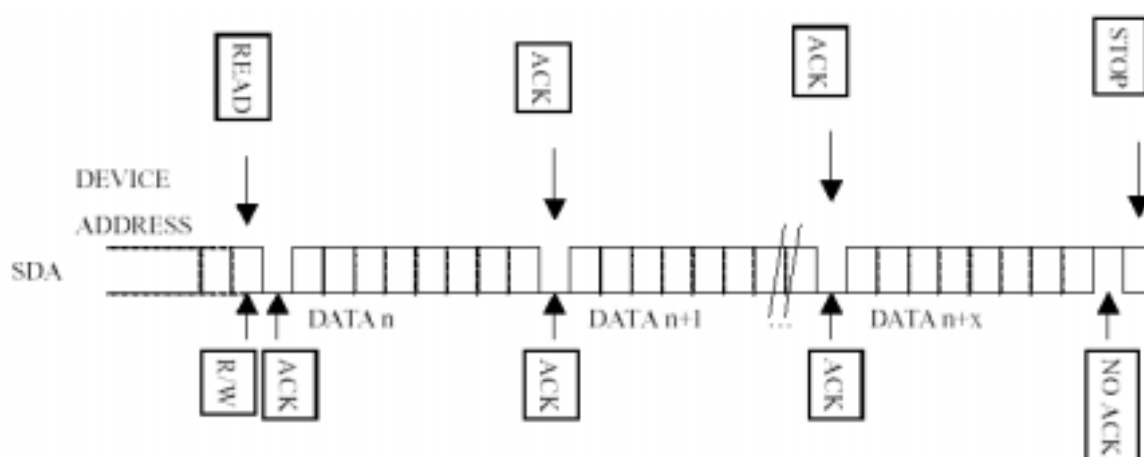 READ
ACK
ACK
STOP
DEVICE
ADDRESS
SDA
DATA n
DATA n+1
...
DATA n+x
R/W
ACK
ACK
ACK
NO ACK